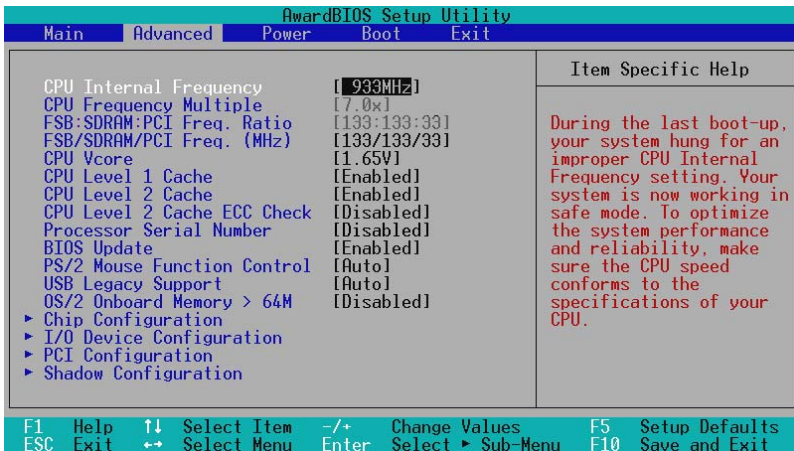 AwardBIOS Setup Utility
Main Advanced Power Boot Exit
CPU Internal Frequency [ 933MHz]
CPU Frequency Multiple [7.0x]
FSB:SDRAM:PCI Freq. Ratio [133:133:33]
FSB/SDRAM/PCI Freq. (MHz) [133/133/33]
CPU Vcore [1.65V]
CPU Level 1 Cache [Enabled]
CPU Level 2 Cache [Enabled]
CPU Level 2 Cache ECC Check [Disabled]
Processor Serial Number [Disabled]
BIOS Update [Enabled]
PS/2 Mouse Function Control [Auto]
USB Legacy Support [Auto]
OS/2 Onboard Memory > 64M [Disabled]
► Chip Configuration
► I/O Device Configuration
► PCI Configuration
► Shadow Configuration
Item Specific Help
During the last boot-up,
your system hung for an
improper CPU Internal
Frequency setting. Your
system is now working in
safe mode. To optimize
the system performance
and reliability, make
sure the CPU speed
conforms to the
specifications of your
CPU.
F1 Help ↑↓ Select Item -/+ Change Values F5 Setup Defaults
ESC Exit ↔ Select Menu Enter Select ► Sub-Menu F10 Save and Exit